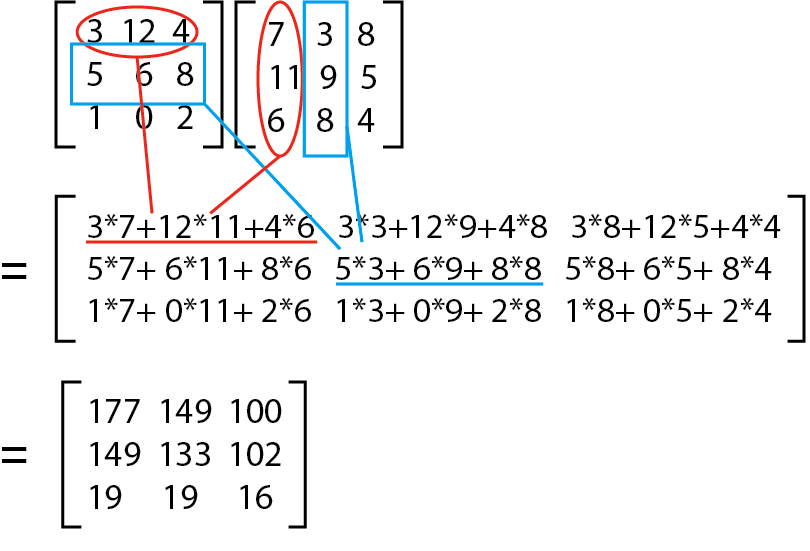 3 12 4 7 3 8
5 6 8 11 9 5
1 0 2 6 8 4
3*7+12*11+4*6 3*3+12*9+4*8 3*8+12*5+4*4
= 5*7+ 6*11+ 8*6 5*3+ 6*9+ 8*8 5*8+ 6*5+ 8*4
1*7+ 0*11+ 2*6 1*3+ 0*9+ 2*8 1*8+ 0*5+ 2*4
177 149 100
= 149 133 102
19 19 16